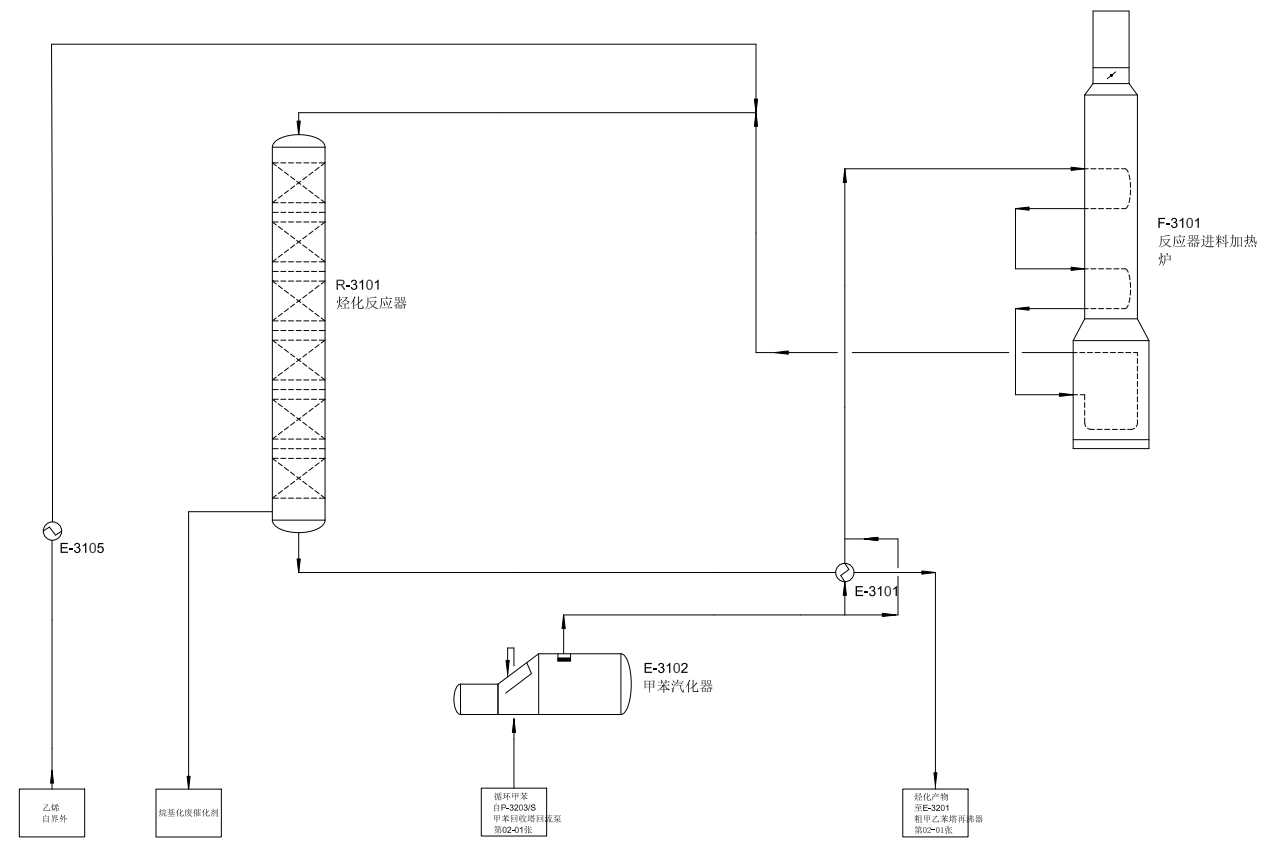 F-3101
反应器进料加热
炉
R-3101
烃化反应器
E-3105
E-3101
E-3102
甲苯汽化器
乙烯
自界外
烷基化废催化剂
循环甲苯
自P-3203/S
甲苯回收塔回流泵
第02-01张
烃化产物
至E-3201
粗甲乙苯塔再沸器
第02-01张